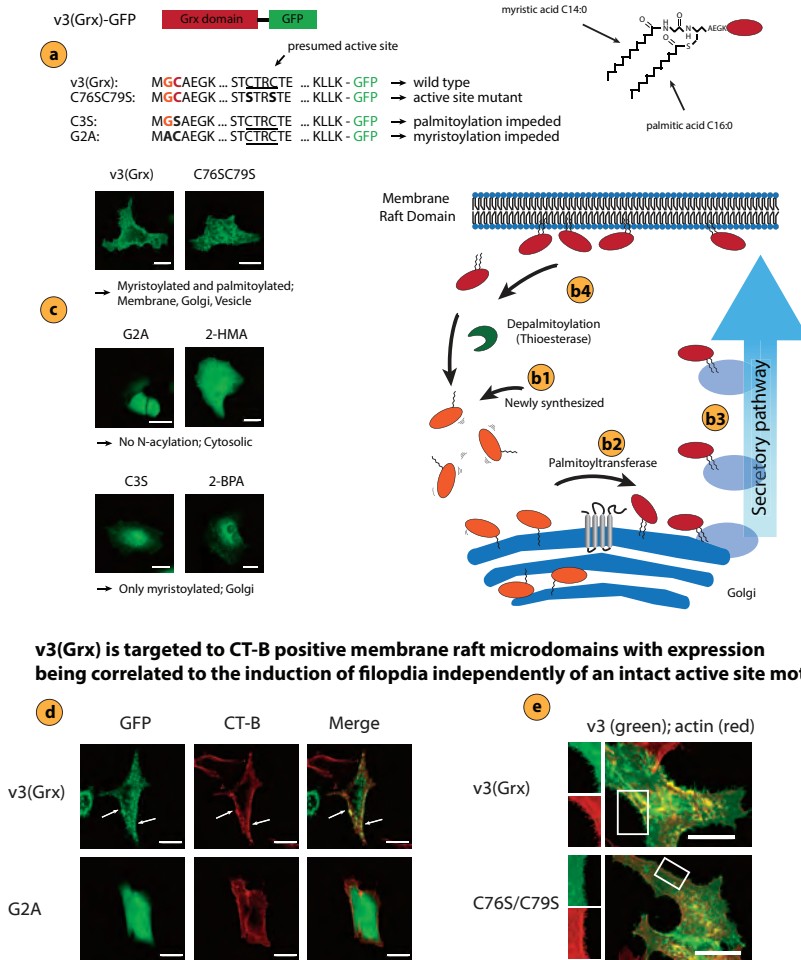 v3(Grx)-GFP
Grx domain
GFP
a
presumed active site
v3(Grx): MGCAEGK ... STCTRCTE ... KLLK - GFP → wild type
C76SC79S: MGCAEGK ... STSTRSTE ... KLLK - GFP → active site mutant
C3S: MGSAEGK ... STCTRCTE ... KLLK - GFP → palmitoylation impeded
G2A: MACAEGK ... STCTRCTE ... KLLK - GFP → myristoylation impeded
myristic acid C14:0
O
H
N
O
N
H
AEGK
O
S
palmitic acid C16:0
v3(Grx) C76SC79S
→ Myristoylated and palmitoylated;
Membrane, Golgi, Vesicle
c
G2A 2-HMA
→ No N-acylation; Cytosolic
C3S 2-BPA
→ Only myristoylated; Golgi
Membrane
Raft Domain
b4
Depalmitoylation
(Thioesterase)
b1
Newly synthesized
b2
Palmitoyltransferase
b3
Secretory pathway
Golgi
v3(Grx) is targeted to CT-B positive membrane raft microdomains with expression
being correlated to the induction of filopdia independently of an intact active site mot
d
GFP CT-B Merge
v3(Grx)
G2A
e
v3 (green); actin (red)
v3(Grx)
C76S/C79S